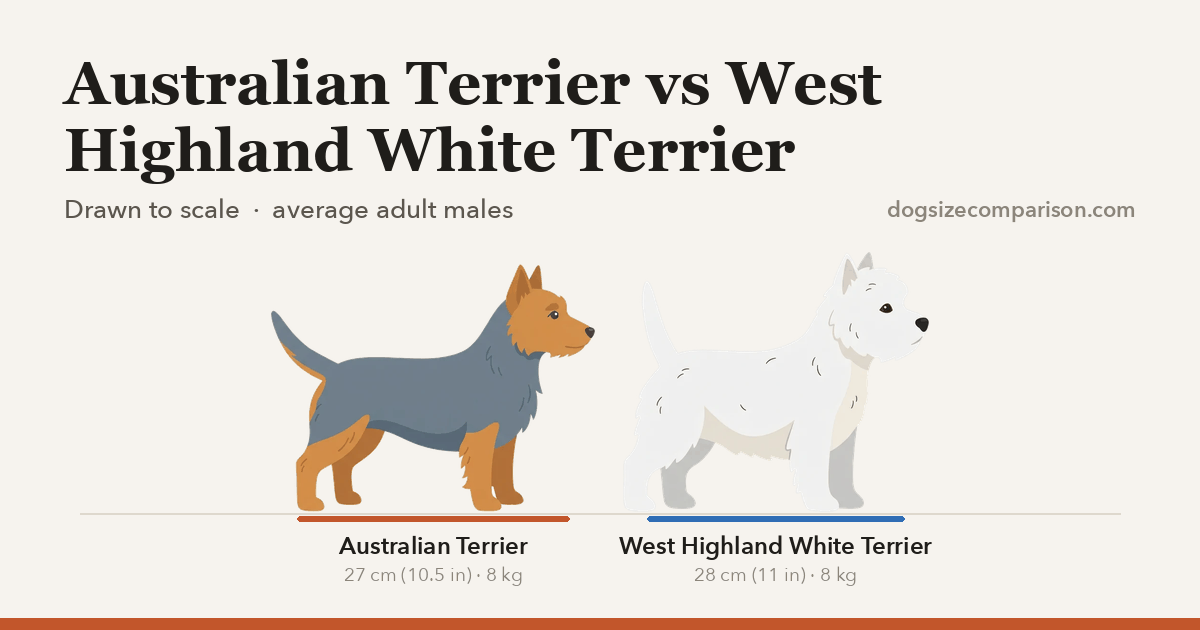 Australian Terrier vs West
Highland White Terrier
Drawn to scale · average adult males
dogsizecomparison.com
Australian Terrier
27 cm (10.5 in) · 8 kg
West Highland White Terrier
28 cm (11 in) · 8 kg